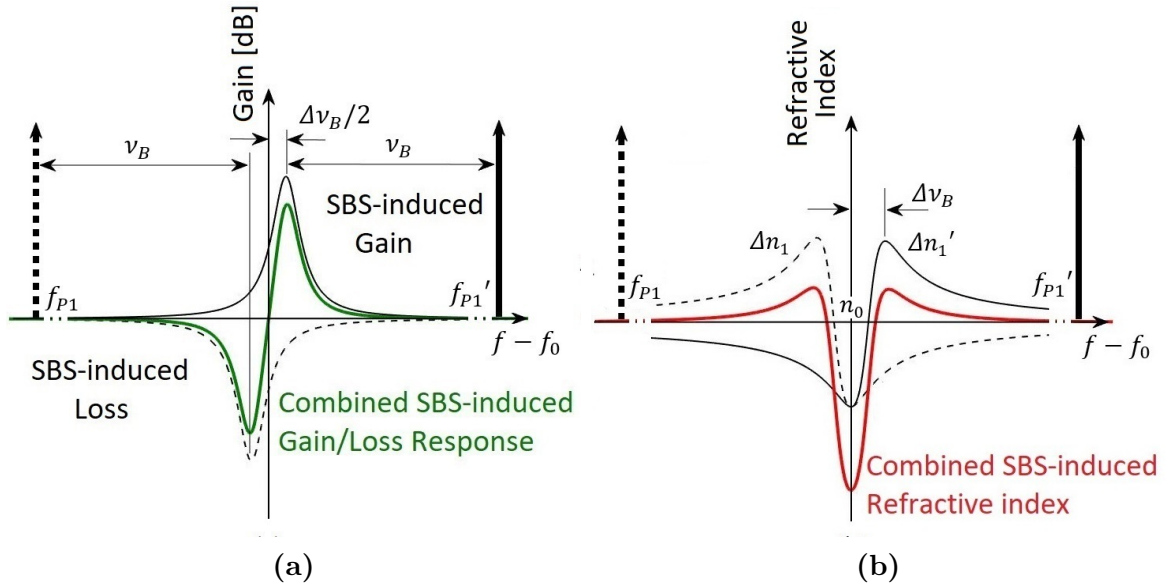 Gain [dB]
Δν_B/2
ν_B
ν_B
SBS-induced
Gain
f_P1
f_P1′
f − f_0
SBS-induced
Loss
Combined SBS-induced
Gain/Loss Response
(a)
Refractive
Index
Δν_B
Δn_1
Δn_1′
f_P1
n_0
f_P1′
f − f_0
Combined SBS-induced
Refractive index
(b)